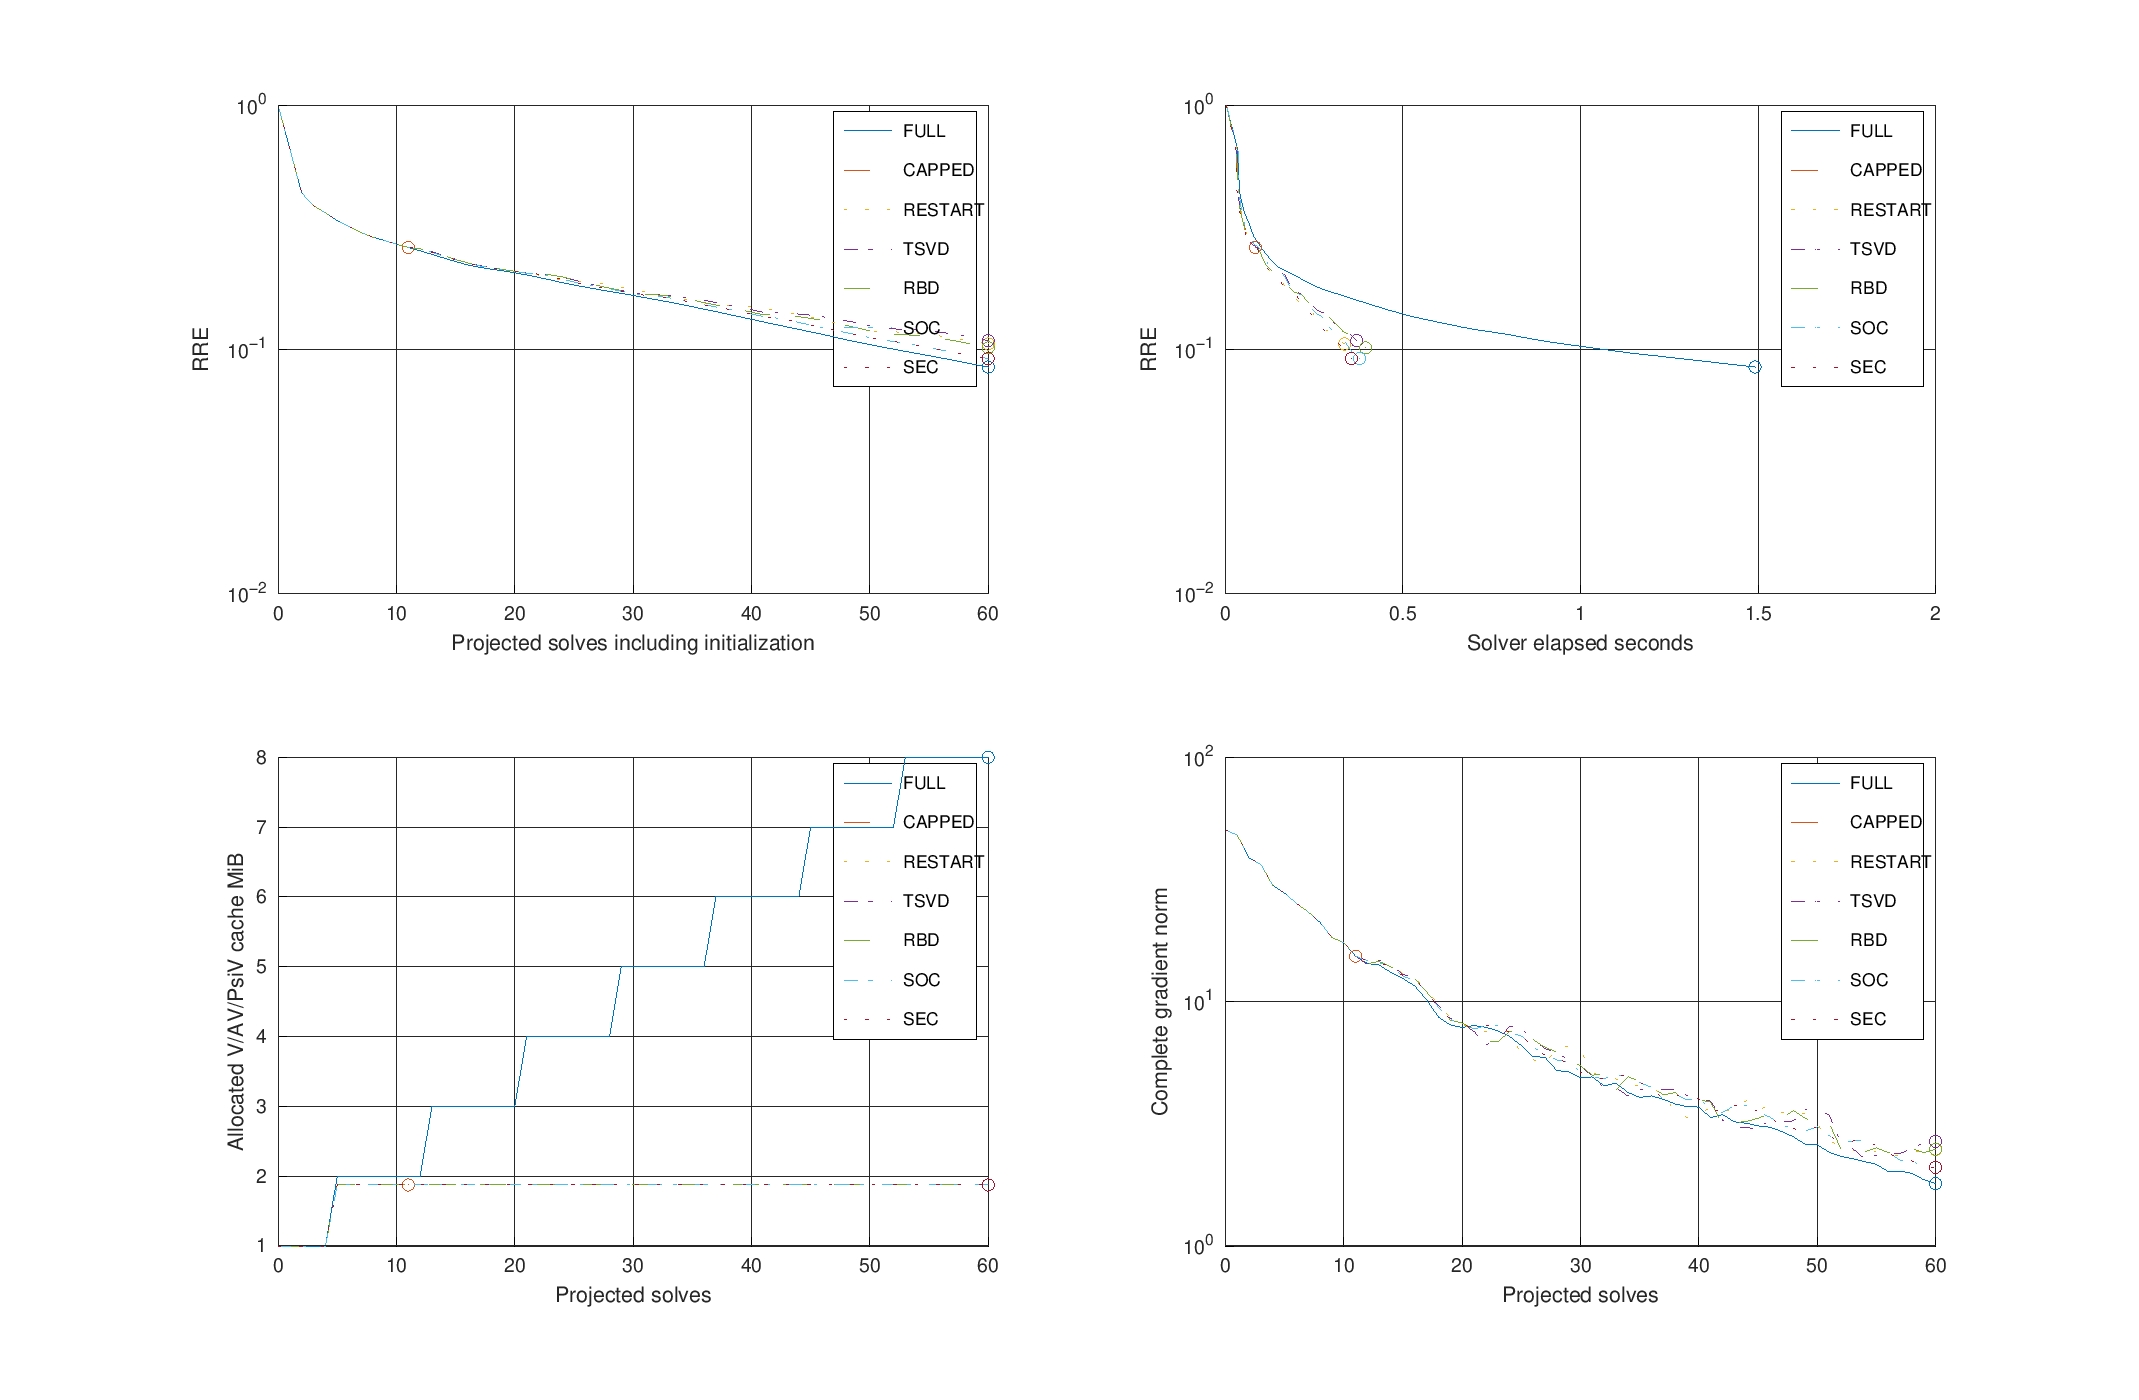 10^0
10^−1
10^−2
RRE
0 10 20 30 40 50 60
Projected solves including initialization
FULL
CAPPED
RESTART
TSVD
RBD
SOC
SEC
10^0
10^−1
10^−2
RRE
0 0.5 1 1.5 2
Solver elapsed seconds
FULL
CAPPED
RESTART
TSVD
RBD
SOC
SEC
8
7
6
5
4
3
2
1
Allocated V/AV/PsiV cache MiB
0 10 20 30 40 50 60
Projected solves
FULL
CAPPED
RESTART
TSVD
RBD
SOC
SEC
10^2
10^1
10^0
Complete gradient norm
0 10 20 30 40 50 60
Projected solves
FULL
CAPPED
RESTART
TSVD
RBD
SOC
SEC